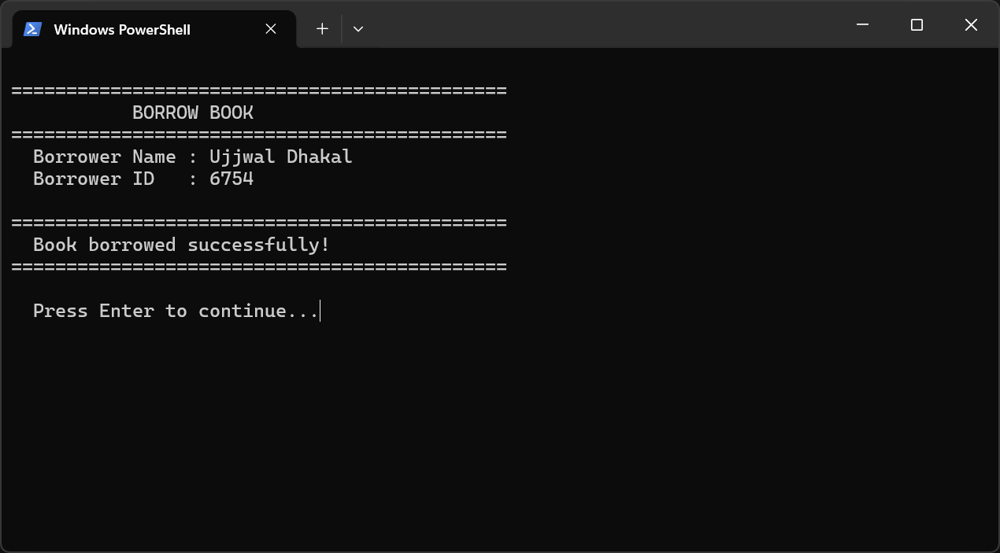 Windows PowerShell
=============================================
           BORROW BOOK
=============================================
  Borrower Name : Ujjwal Dhakal
  Borrower ID   : 6754
=============================================
  Book borrowed successfully!
=============================================
  Press Enter to continue...